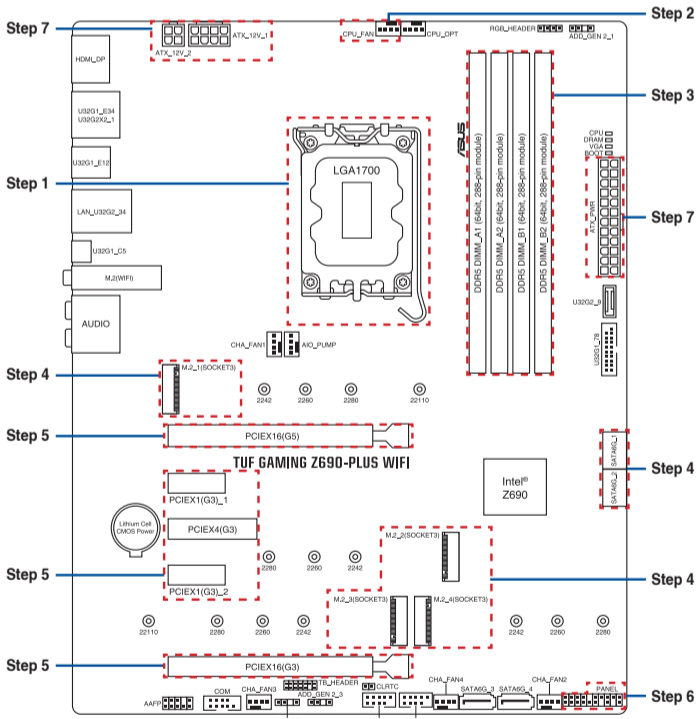 Step 7
ATX_12V_2
ATX_12V_1
CPU_FAN
CPU_OPT
RGB_HEADER
ADD_GEN 2_1
Step 2
HDMI_DP
U32G1_E34
U32G2X2_1
U32G1_E12
LAN_U32G2_34
U32G1_C5
M.2(WIFI)
AUDIO
Step 1
LGA1700
ASUS
DDR5 DIMM_A1 (64bit, 288-pin module)
DDR5 DIMM_A2 (64bit, 288-pin module)
DDR5 DIMM_B1 (64bit, 288-pin module)
DDR5 DIMM_B2 (64bit, 288-pin module)
Step 3
CPU
DRAM
VGA
BOOT
ATX_PWR
Step 7
U32G2_9
U32G1_78
CHA_FAN1
AIO_PUMP
Step 4
M.2_1(SOCKET3)
2242
2260
2280
22110
Step 5
PCIEX16(G5)
TUF GAMING Z690-PLUS WIFI
SATA6G_1
SATA6G_2
Step 4
Intel®
Z690
PCIEX1(G3)_1
Lithium Cell
CMOS Power
PCIEX4(G3)
Step 5
PCIEX1(G3)_2
2280
2260
2242
M.2_2(SOCKET3)
Step 4
M.2_3(SOCKET3)
M.2_4(SOCKET3)
22110
2280
2260
2242
2242
2260
2280
Step 5
PCIEX16(G3)
AAFP
COM
CHA_FAN3
TB_HEADER
ADD_GEN 2_3
CLRTC
CHA_FAN4
SATA6G_3
SATA6G_4
CHA_FAN2
PANEL
Step 6